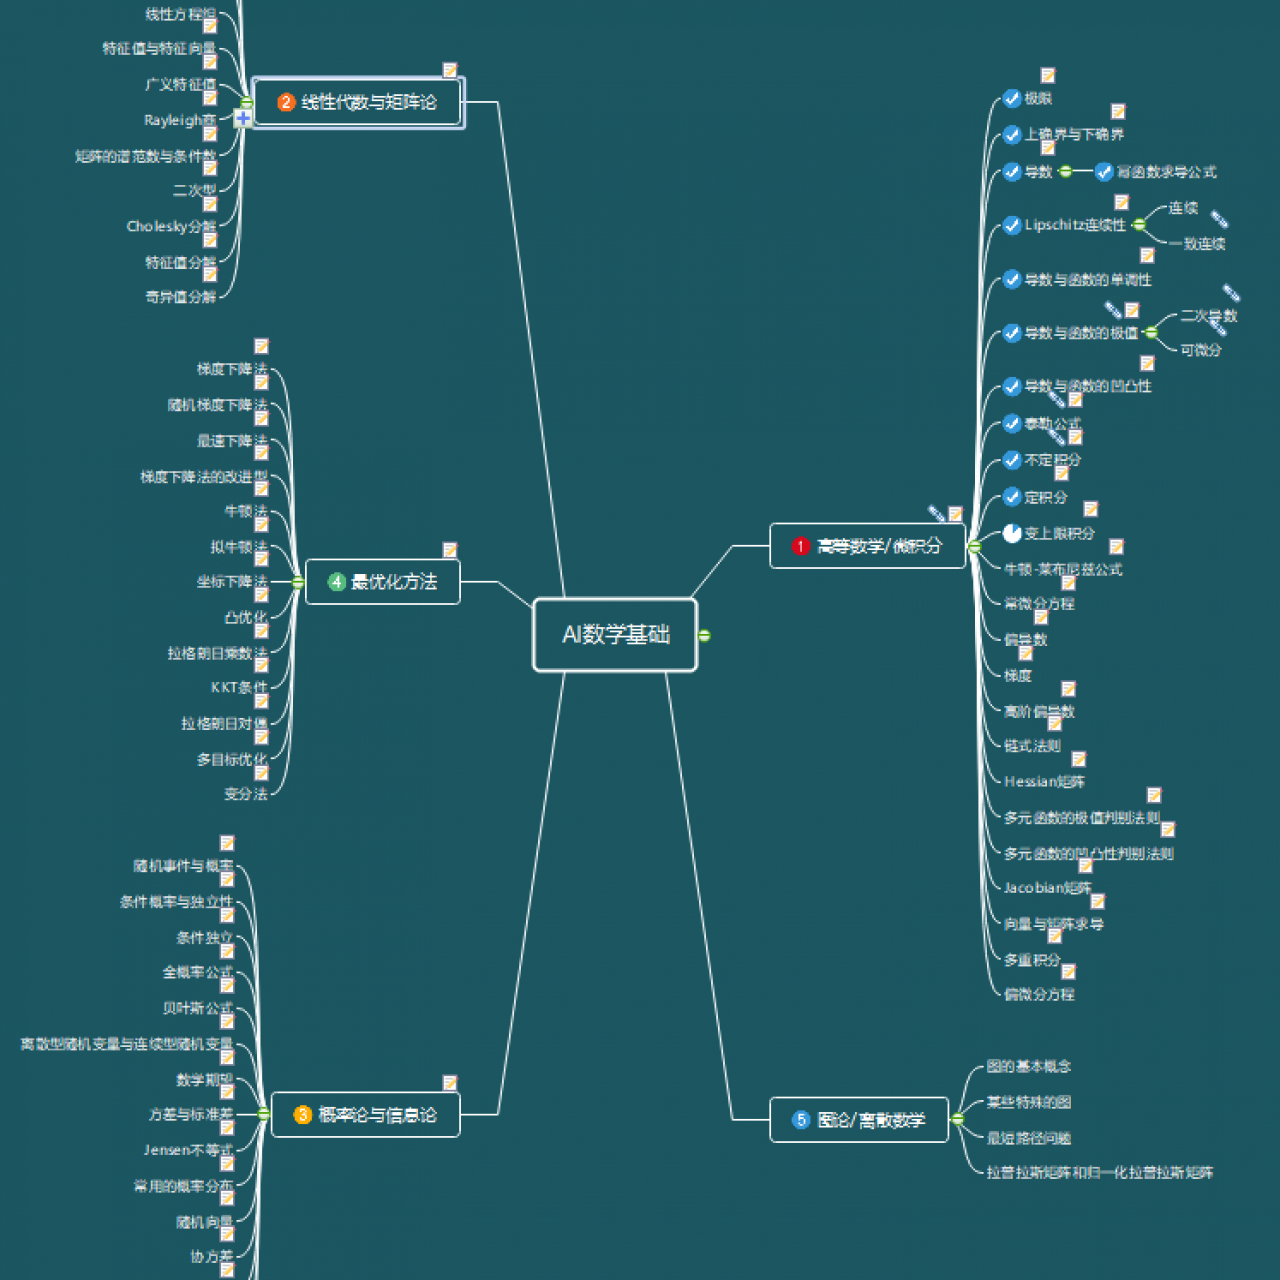 AI数学基础
1 高等数学/微积分
极限
上确界与下确界
导数
幂函数求导公式
Lipschitz连续性
连续
一致连续
导数与函数的单调性
导数与函数的极值
二次导数
可微分
导数与函数的凹凸性
泰勒公式
不定积分
定积分
变上限积分
牛顿-莱布尼兹公式
常微分方程
偏导数
梯度
高阶偏导数
链式法则
Hessian矩阵
多元函数的极值判别法则
多元函数的凹凸性判别法则
Jacobian矩阵
向量与矩阵求导
多重积分
偏微分方程
2 线性代数与矩阵论
线性方程组
特征值与特征向量
广义特征值
Rayleigh商
矩阵的谱范数与条件数
二次型
Cholesky分解
特征值分解
奇异值分解
4 最优化方法
梯度下降法
随机梯度下降法
最速下降法
梯度下降法的改进型
牛顿法
拟牛顿法
坐标下降法
凸优化
拉格朗日乘数法
KKT条件
拉格朗日对偶
多目标优化
变分法
3 概率论与信息论
随机事件与概率
条件概率与独立性
条件独立
全概率公式
贝叶斯公式
离散型随机变量与连续型随机变量
数学期望
方差与标准差
Jensen不等式
常用的概率分布
随机向量
协方差
5 图论/离散数学
图的基本概念
某些特殊的图
最短路径问题
拉普拉斯矩阵和归一化拉普拉斯矩阵